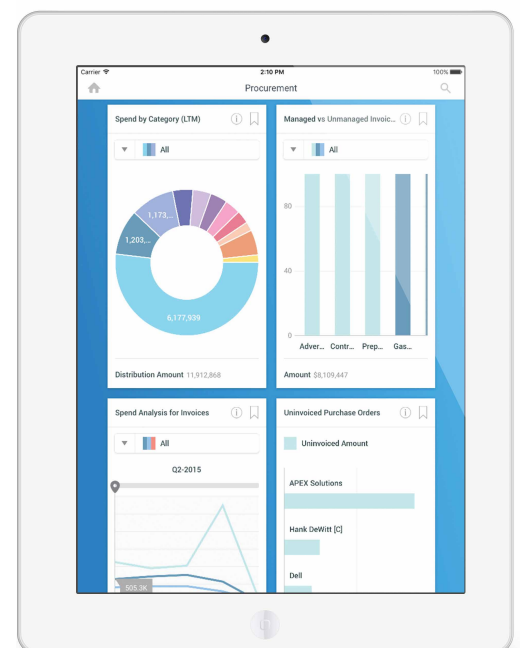 Carrier
2:10 PM
100%
Procurement
Spend by Category (LTM)
All
1,173,...
1,203,...
6,177,939
Distribution Amount 11,912,868
Managed vs Unmanaged Invoic...
All
80
40
0
Adver... Contr... Prep... Gas...
Amount $8,109,447
Spend Analysis for Invoices
All
Q2-2015
505.3K
Uninvoiced Purchase Orders
Uninvoiced Amount
APEX Solutions
Hank DeWitt [C]
Dell